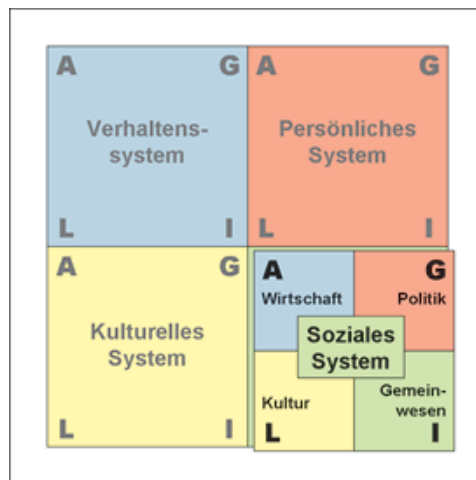 A G A G
Verhaltens-
system
Persönliches
System
L I L I
A G
Kulturelles
System
L I
A G
Wirtschaft Politik
Soziales
System
Kultur
Gemein-
wesen
L I